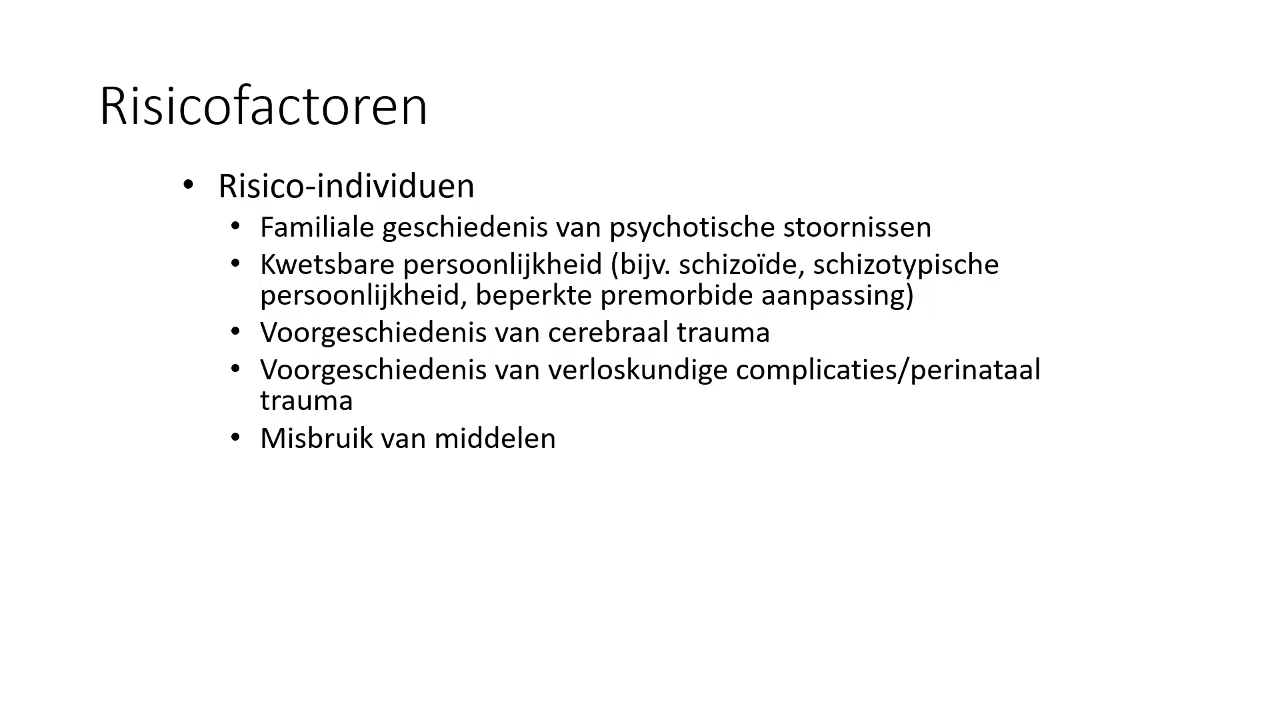 Risicofactoren
• Risico-individuen
• Familiale geschiedenis van psychotische stoornissen
• Kwetsbare persoonlijkheid (bijv. schizoïde, schizotypische
persoonlijkheid, beperkte premorbide aanpassing)
• Voorgeschiedenis van cerebraal trauma
• Voorgeschiedenis van verloskundige complicaties/perinataal
trauma
• Misbruik van middelen